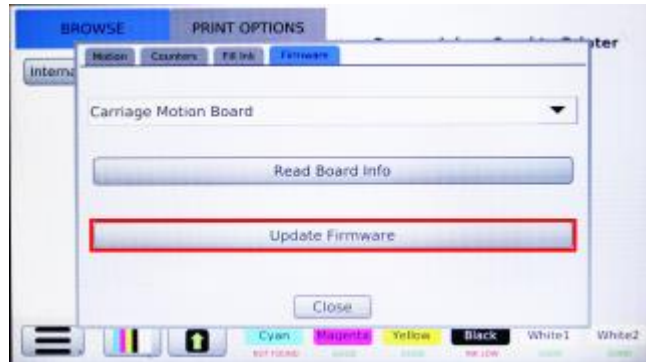 BROWSE PRINT OPTIONS
Motion Counters Fill Ink Firmware
Carriage Motion Board
Read Board Info
Update Firmware
Close
Cyan Magenta Yellow Black White1 White2
NOT FOUND INK LOW